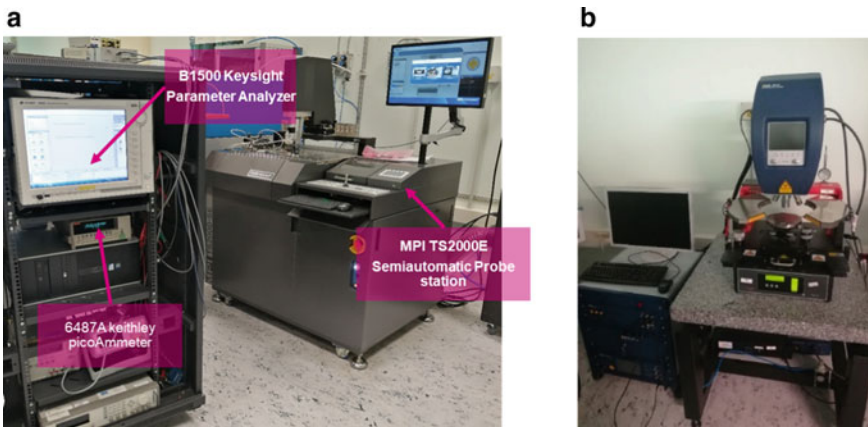 a
b
B1500 Keysight
Parameter Analyzer
MPI TS2000E
Semiautomatic Probe
station
6487A keithley
picoAmmeter